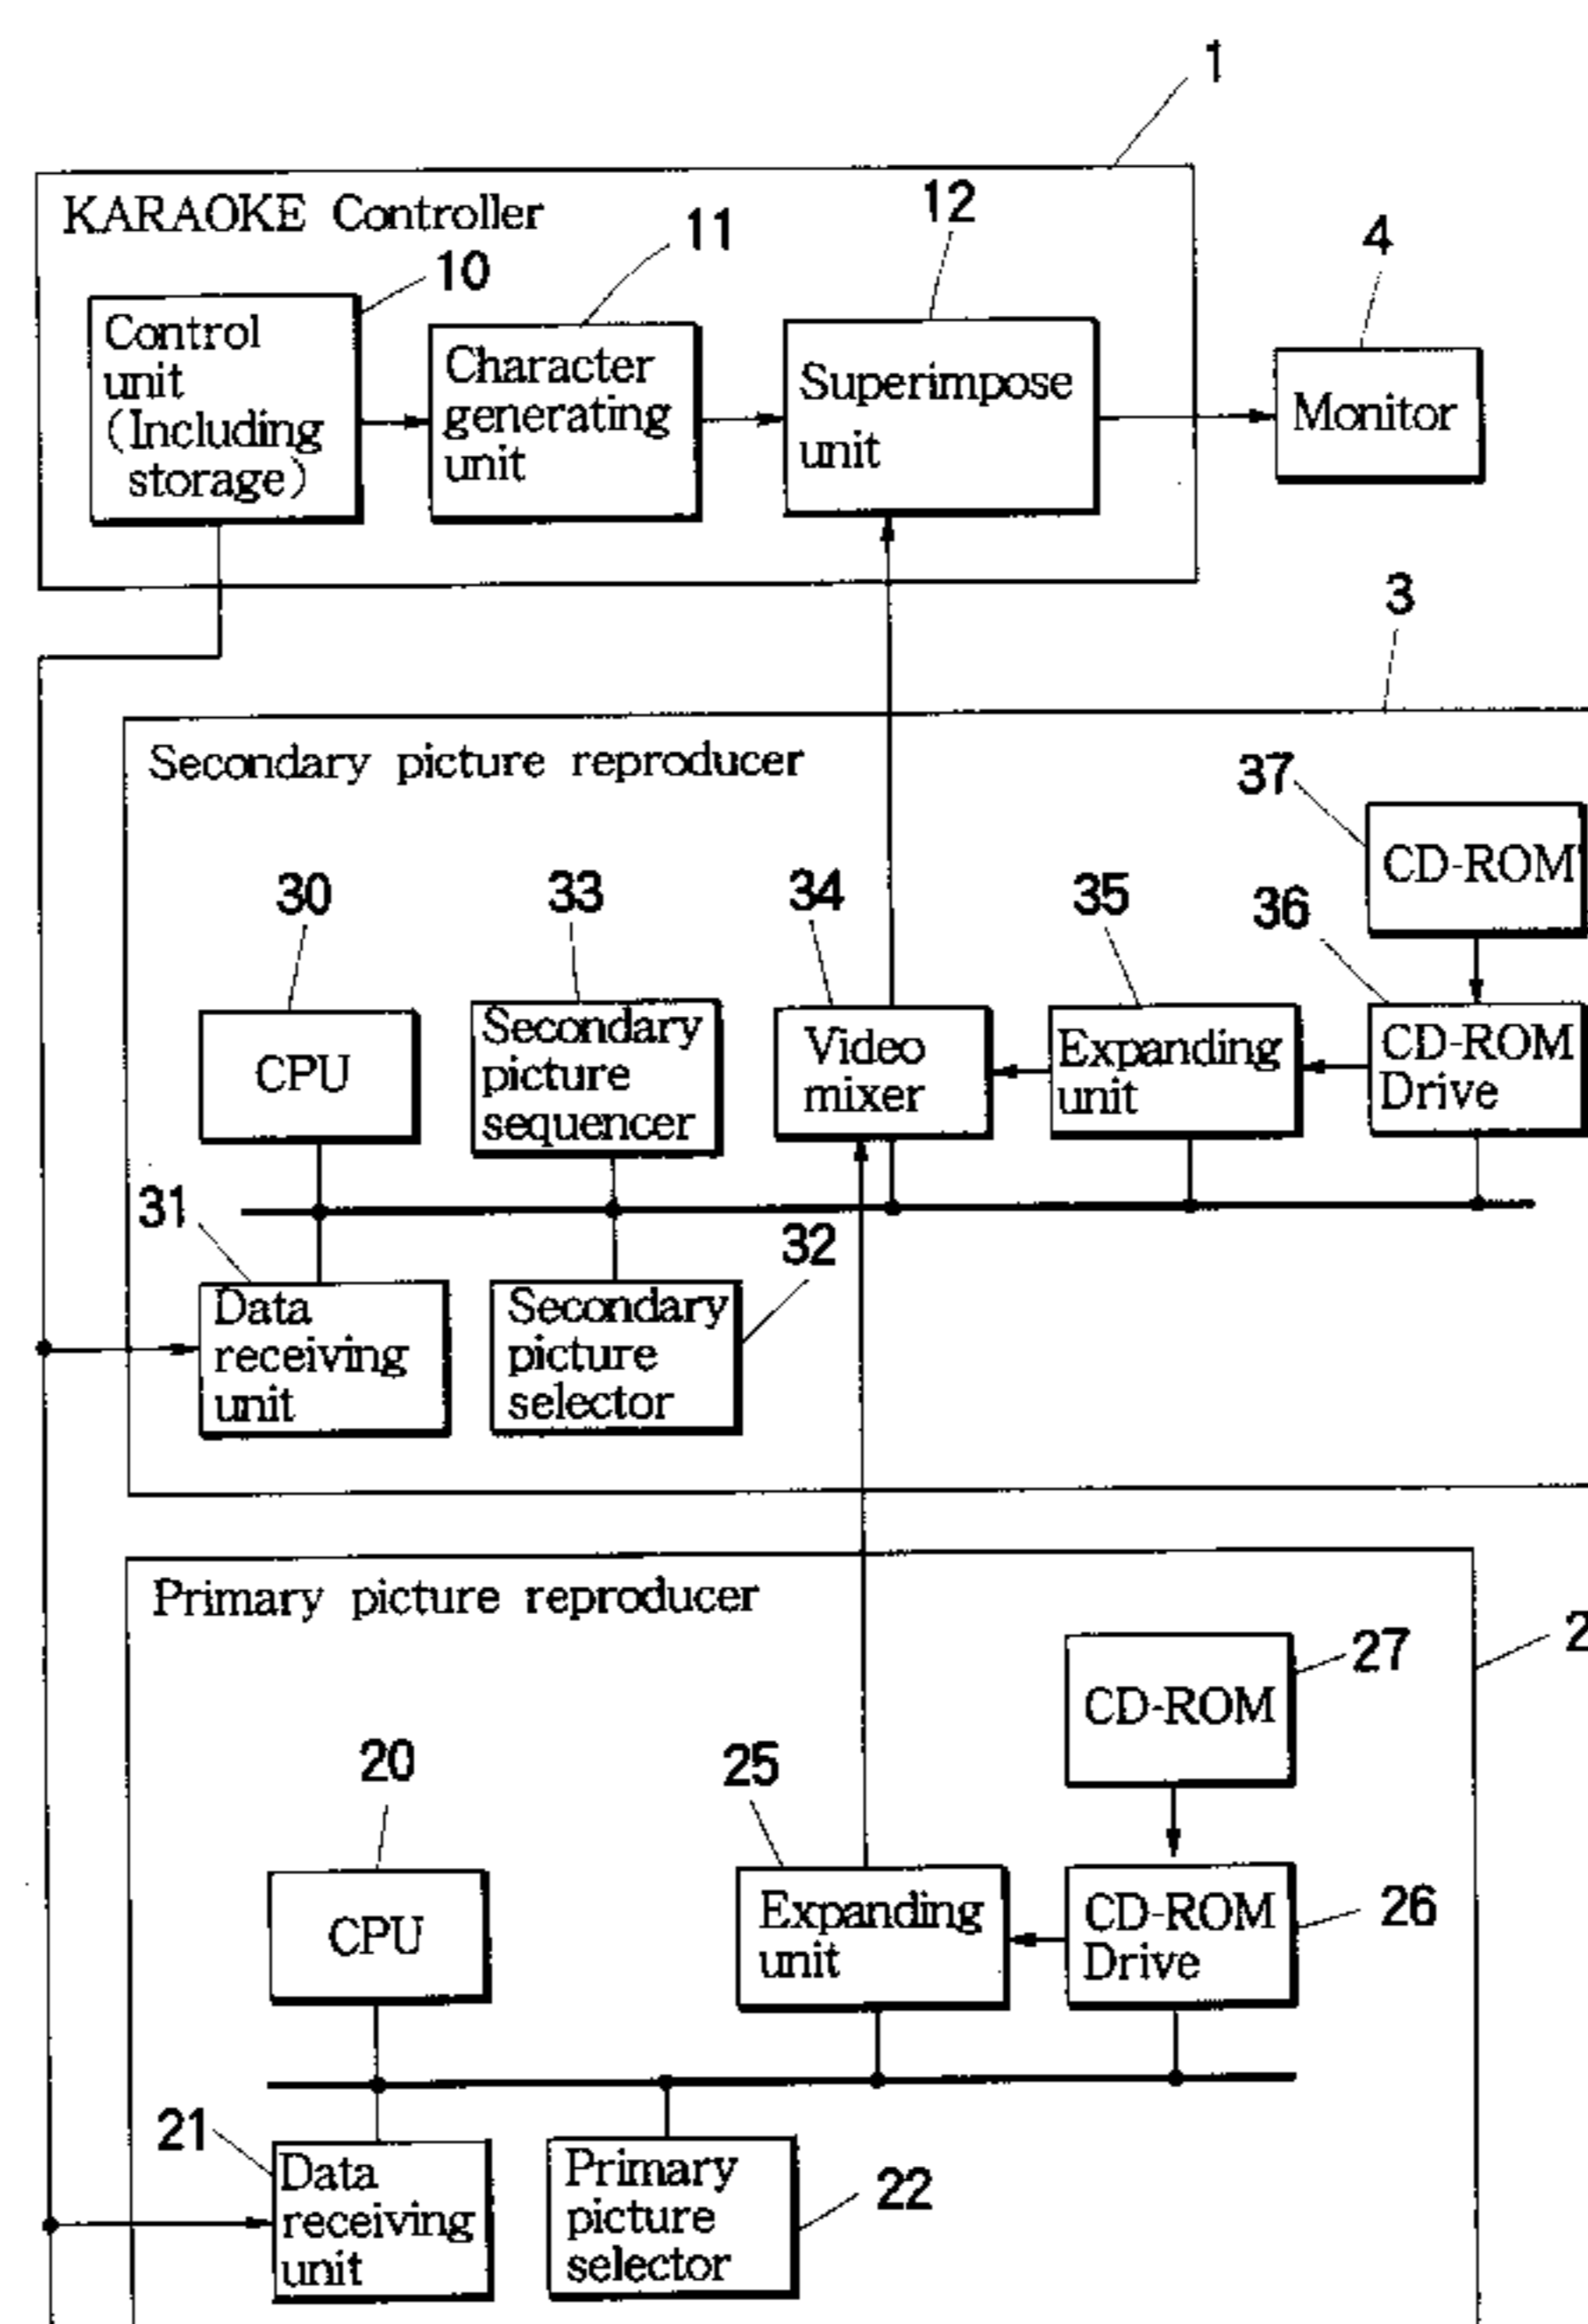 1
KARAOKE Controller
10
11
12
4
Control
unit
(Including
storage)
Character
generating
unit
Superimpose
unit
Monitor
3
Secondary picture reproducer
37
CD-ROM
30
33
34
35
36
CPU
Secondary
picture
sequencer
Video
mixer
Expanding
unit
CD-ROM
Drive
31
32
Data
receiving
unit
Secondary
picture
selector
Primary picture reproducer
2
27
CD-ROM
20
25
26
CPU
Expanding
unit
CD-ROM
Drive
21
22
Data
receiving
unit
Primary
picture
selector